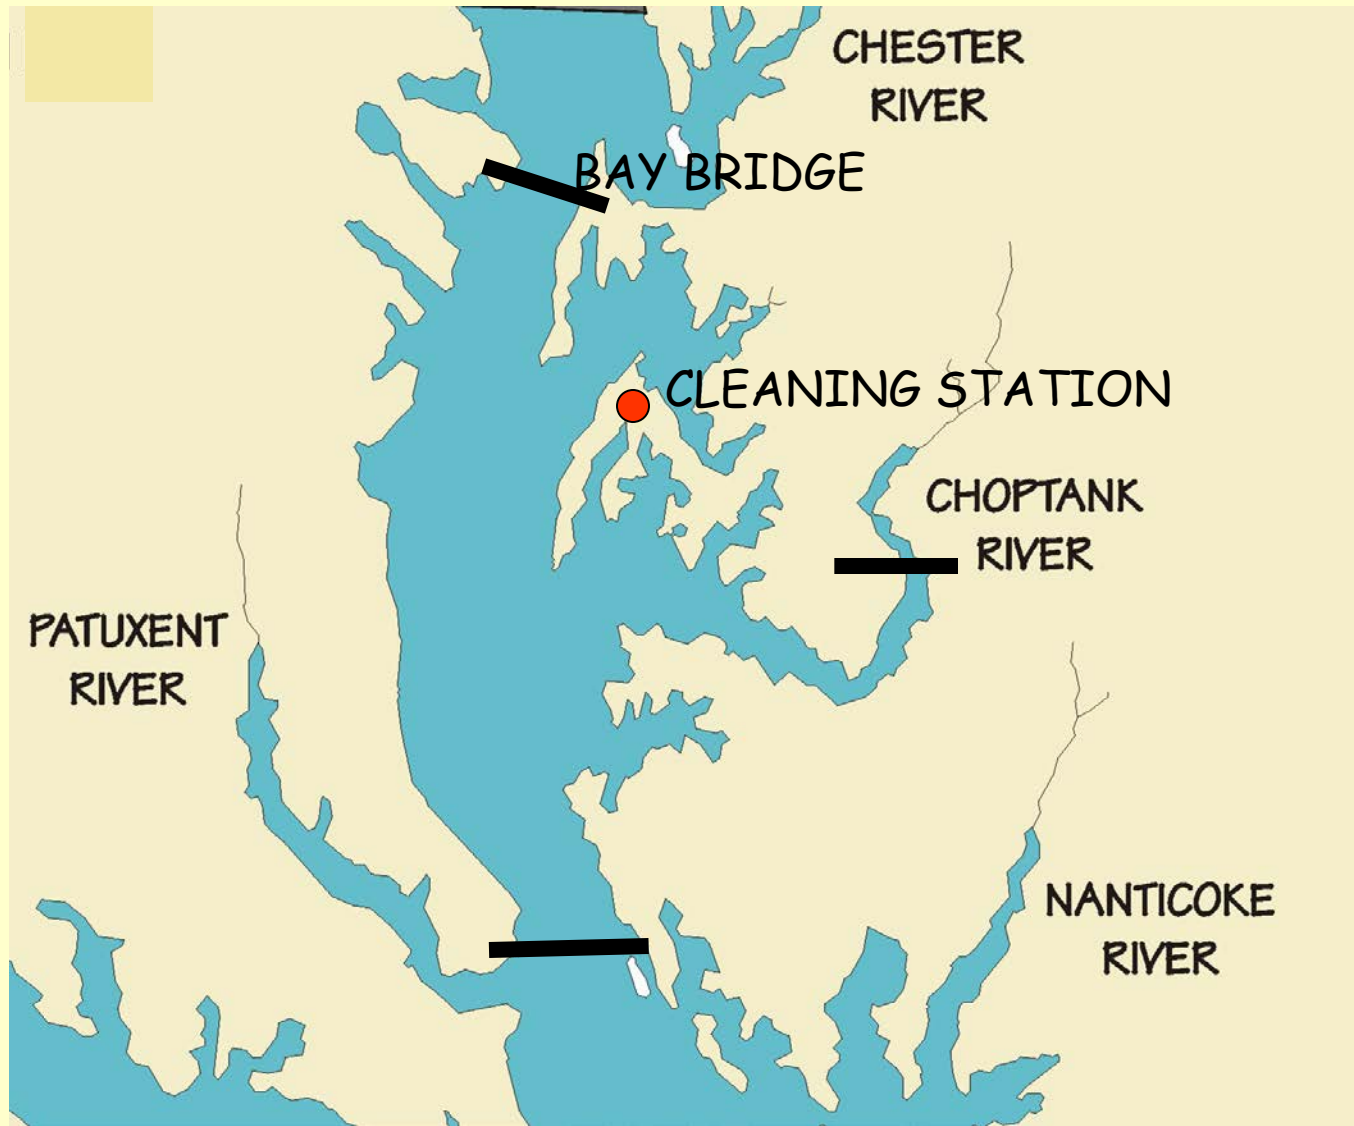 CHESTER
RIVER
BAY BRIDGE
CLEANING STATION
CHOPTANK
RIVER
PATUXENT
RIVER
NANTICOKE
RIVER